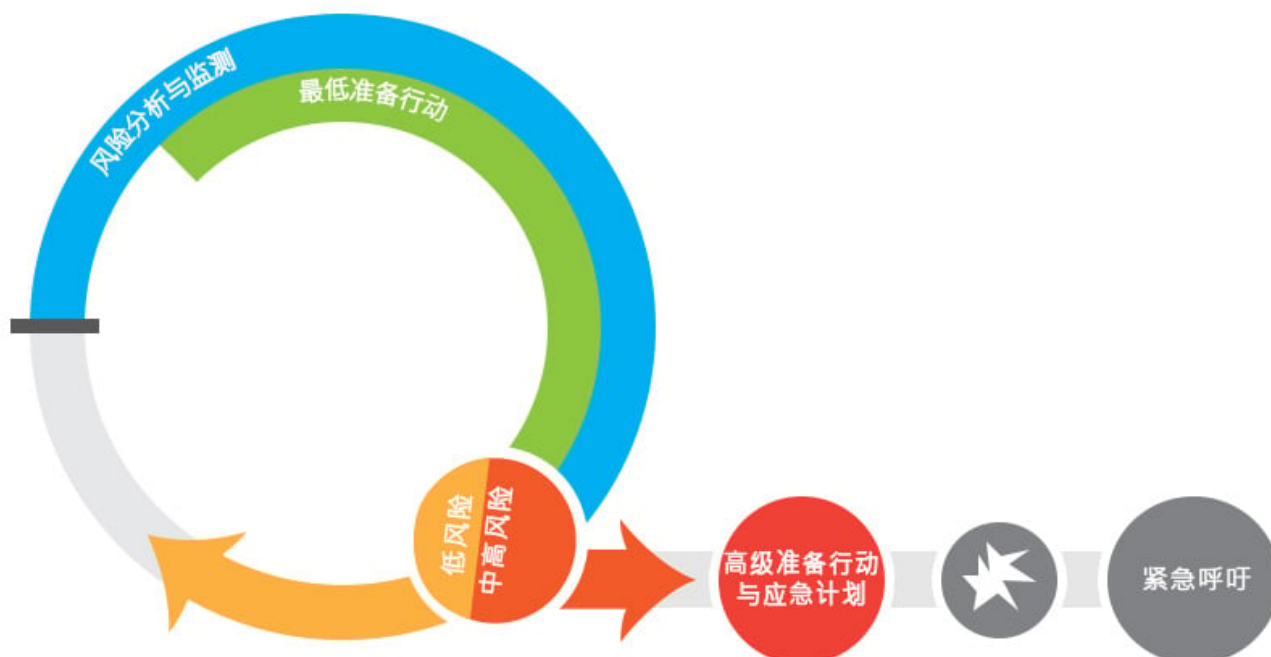 风险分析与监测
最低准备行动
低风险
中高风险
高级准备行动
与应急计划
紧急呼吁